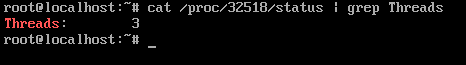 root@localhost:~# cat /proc/32518/status | grep Threads
Threads:        3
root@localhost:~# _